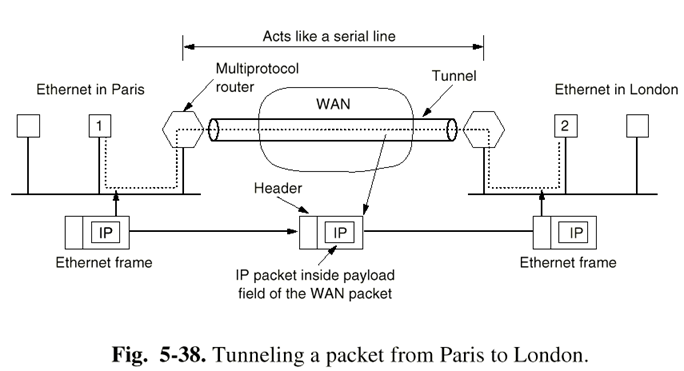 Acts like a serial line
Multiprotocol
router
Tunnel
Ethernet in Paris
WAN
Ethernet in London
1
2
Header
IP
IP
IP
Ethernet frame
IP packet inside payload
field of the WAN packet
Ethernet frame
Fig. 5-38. Tunneling a packet from Paris to London.